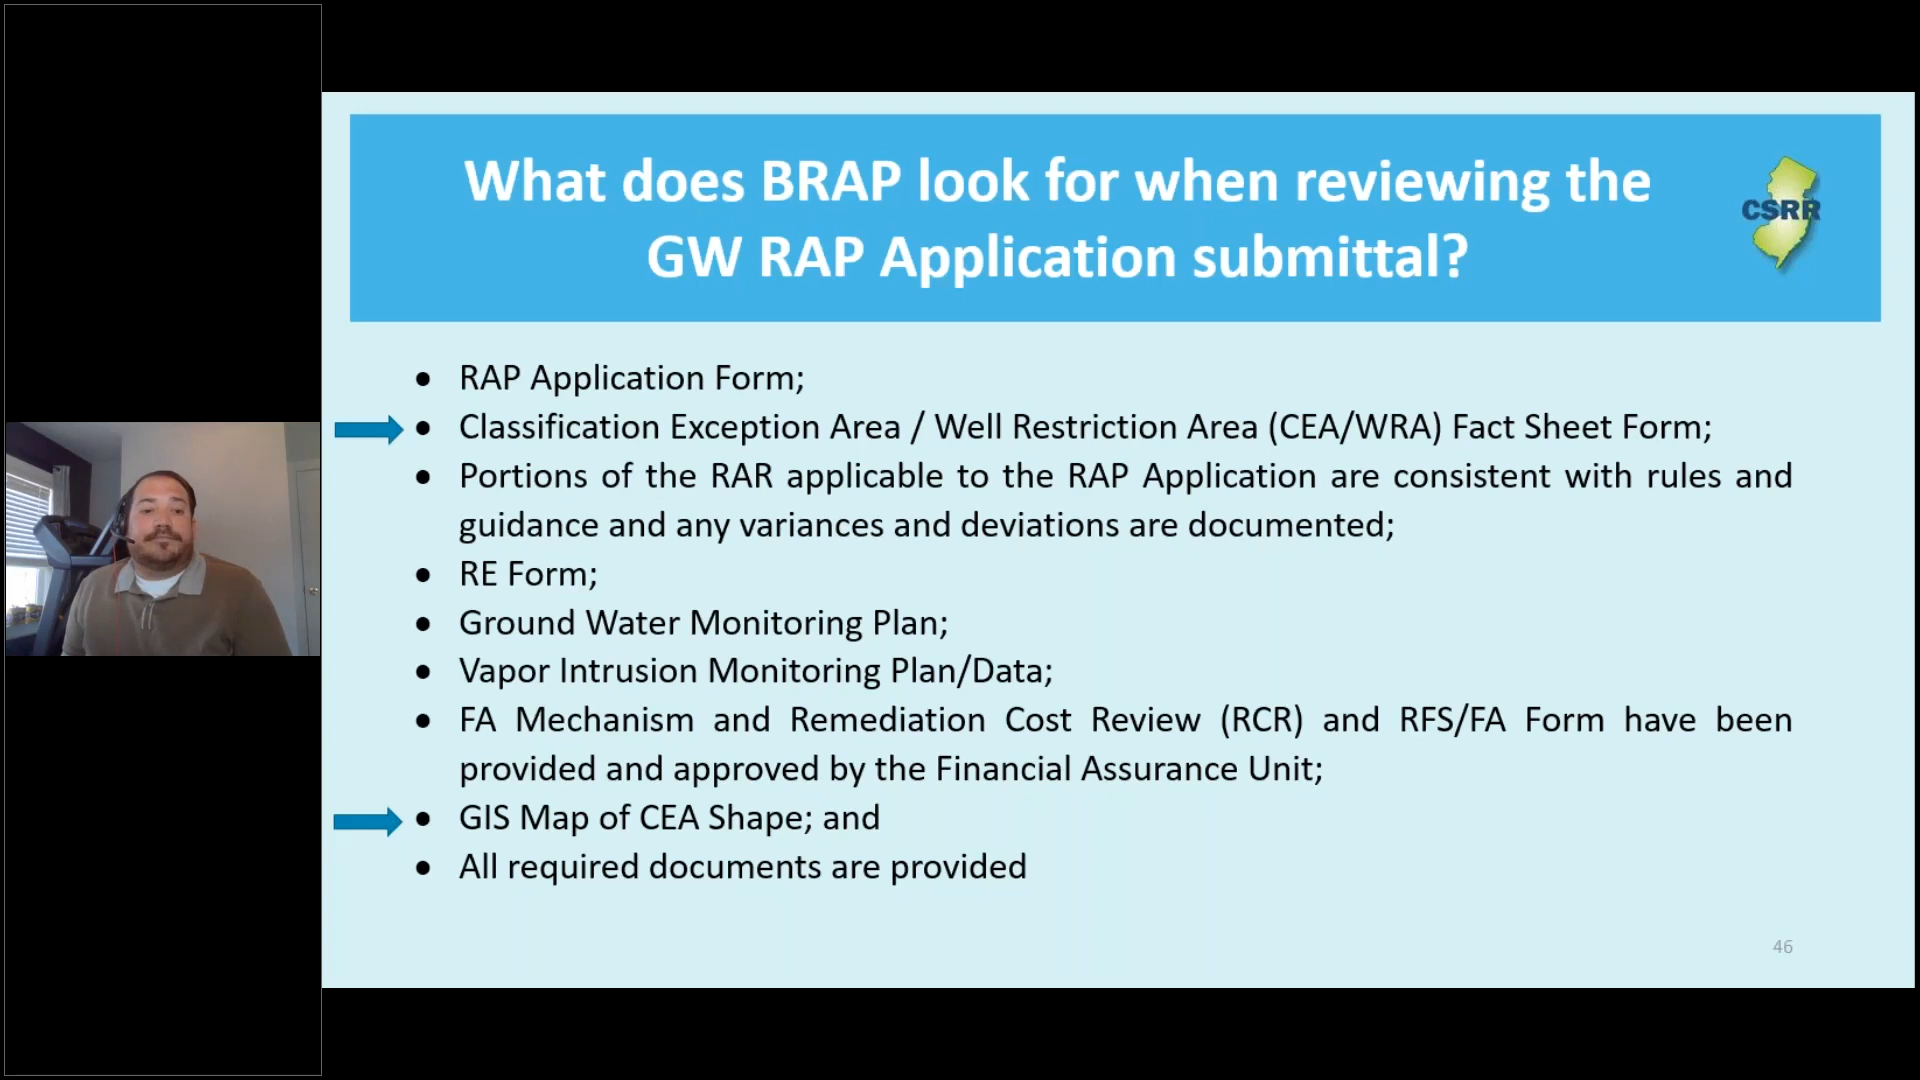 What does BRAP look for when reviewing the
GW RAP Application submittal?
CSRR
• RAP Application Form;
• Classification Exception Area / Well Restriction Area (CEA/WRA) Fact Sheet Form;
• Portions of the RAR applicable to the RAP Application are consistent with rules and
guidance and any variances and deviations are documented;
• RE Form;
• Ground Water Monitoring Plan;
• Vapor Intrusion Monitoring Plan/Data;
• FA Mechanism and Remediation Cost Review (RCR) and RFS/FA Form have been
provided and approved by the Financial Assurance Unit;
• GIS Map of CEA Shape; and
• All required documents are provided
46